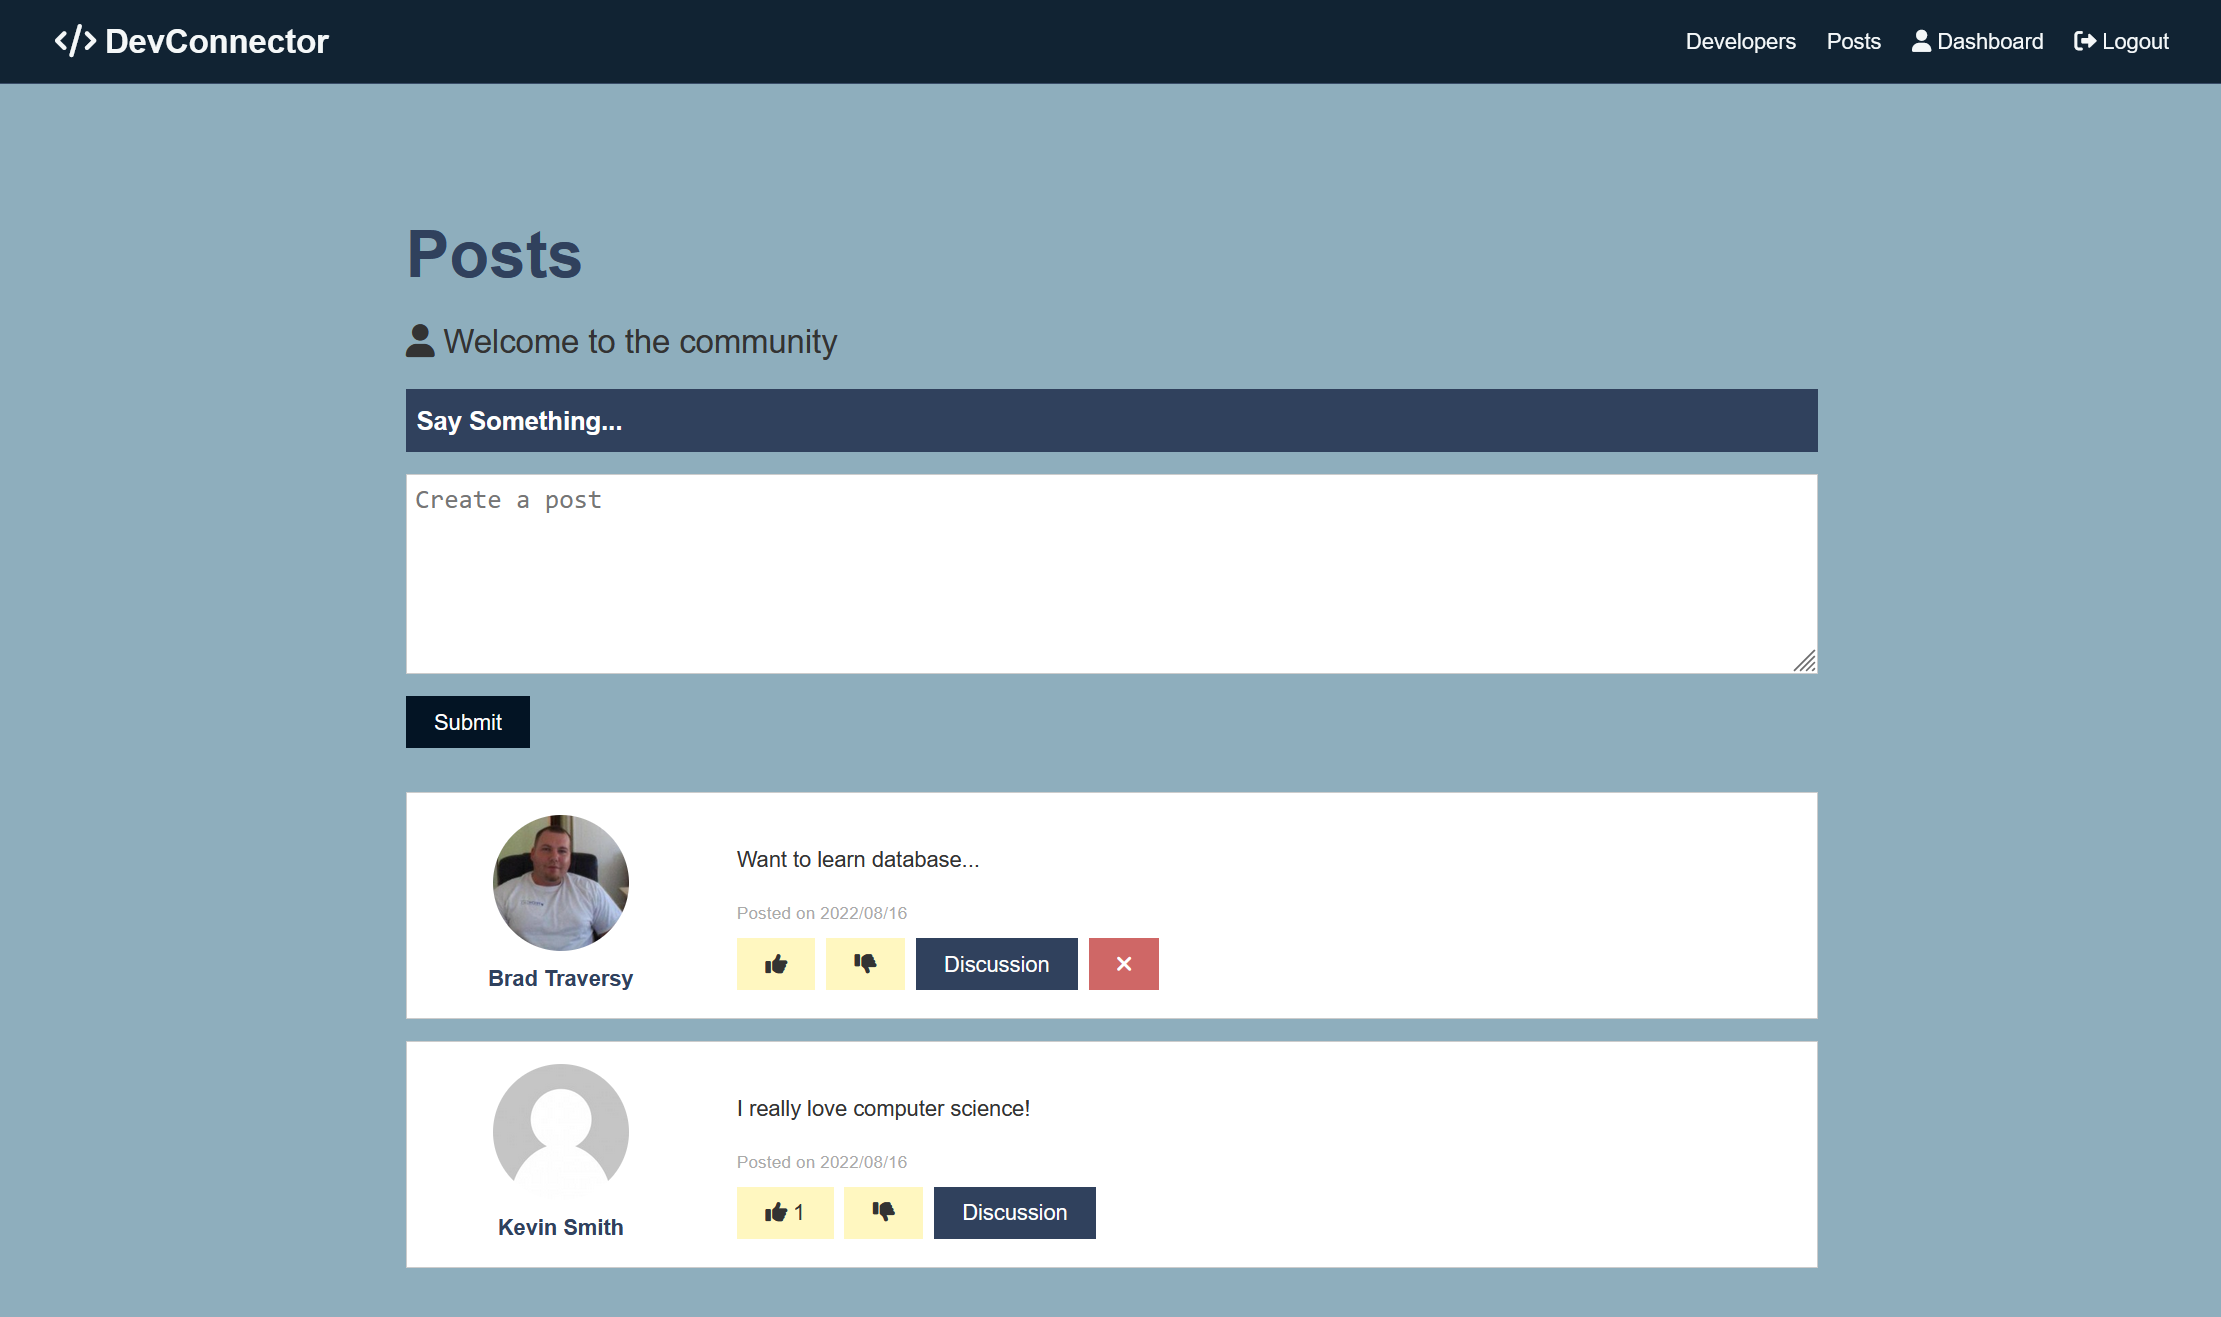 </> DevConnector
Developers Posts Dashboard Logout
Posts
Welcome to the community
Say Something...
Create a post
Submit
Want to learn database...
Posted on 2022/08/16
Discussion
Brad Traversy
I really love computer science!
Posted on 2022/08/16
1 Discussion
Kevin Smith